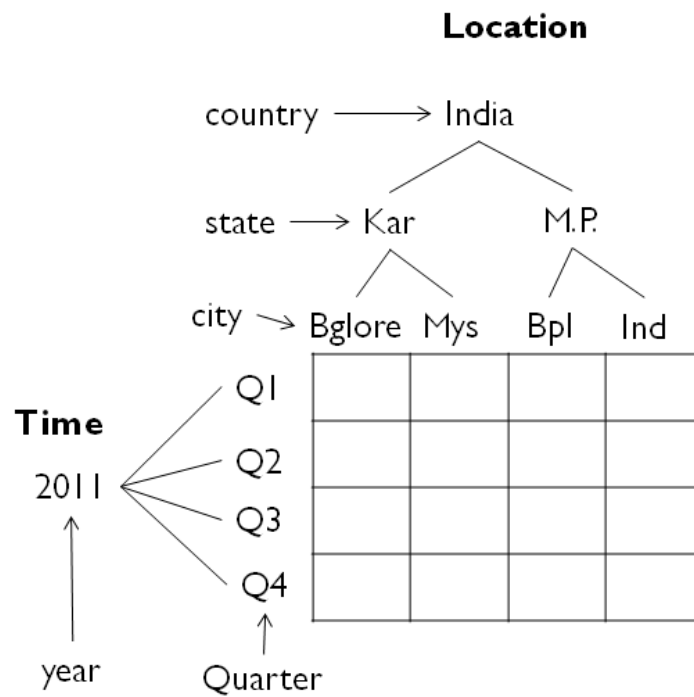 Location
country India
state Kar M.P.
city Bglore Mys Bpl Ind
Q1
Time
Q2
2011
Q3
Q4
year Quarter